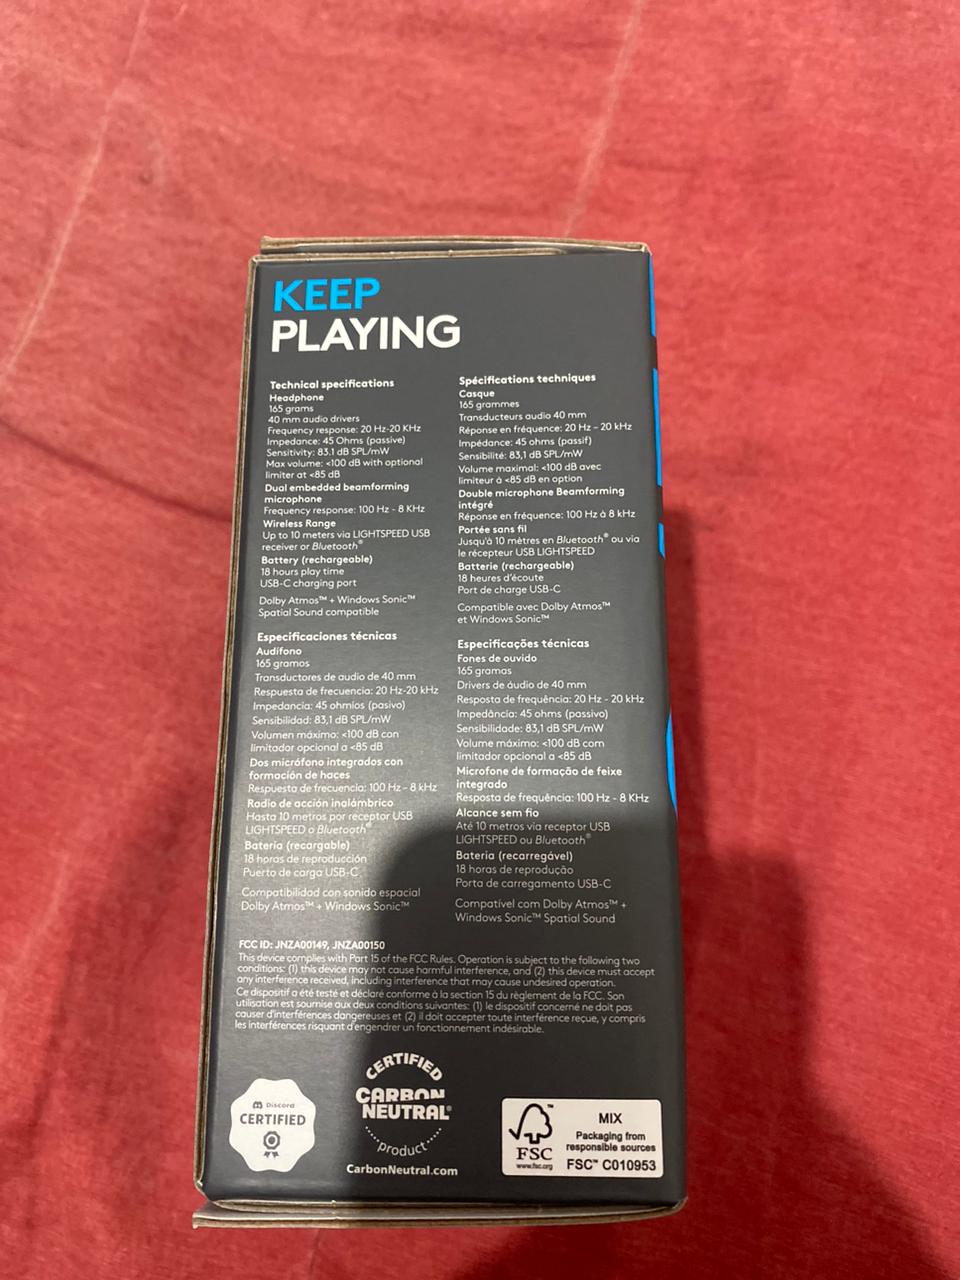 KEEP
PLAYING
Technical specifications
Headphone
165 grams
40 mm audio drivers
Frequency response: 20 Hz-20 KHz
Impedance: 45 Ohms (passive)
Sensitivity: 83.1 dB SPL/mW
Max volume: <100 dB with optional
limiter at <85 dB
Dual embedded beamforming
microphone
Frequency response: 100 Hz - 8 KHz
Wireless Range
Up to 10 meters via LIGHTSPEED USB
receiver or Bluetooth®
Battery (rechargeable)
18 hours play time
USB-C charging port
Dolby Atmos™ + Windows Sonic™
Spatial Sound compatible
Spécifications techniques
Casque
165 grammes
Transducteurs audio 40 mm
Réponse en fréquence: 20 Hz – 20 kHz
Impédance: 45 ohms (passif)
Sensibilité: 83,1 dB SPL/mW
Volume maximal: <100 dB avec
limiteur à <85 dB en option
Double microphone Beamforming
intégré
Réponse en fréquence: 100 Hz à 8 kHz
Portée sans fil
Jusqu'à 10 mètres en Bluetooth® ou via
le récepteur USB LIGHTSPEED
Batterie (rechargeable)
18 heures d'écoute
Port de charge USB-C
Compatible avec Dolby Atmos™
et Windows Sonic™
Especificaciones técnicas
Audífono
165 gramos
Transductores de audio de 40 mm
Respuesta de frecuencia: 20 Hz-20 kHz
Impedancia: 45 ohmios (pasivo)
Sensibilidad: 83,1 dB SPL/mW
Volumen máximo: <100 dB con
limitador opcional a <85 dB
Dos micrófono integrados con
formación de haces
Respuesta de frecuencia: 100 Hz - 8 kHz
Radio de acción inalámbrico
Hasta 10 metros por receptor USB
LIGHTSPEED o Bluetooth®
Batería (recargable)
18 horas de reproducción
Puerto de carga USB-C
Compatibilidad con sonido espacial
Dolby Atmos™ + Windows Sonic™
Especificações técnicas
Fones de ouvido
165 gramas
Drivers de áudio de 40 mm
Resposta de frequência: 20 Hz - 20 kHz
Impedância: 45 ohms (passivo)
Sensibilidade: 83,1 dB SPL/mW
Volume máximo: <100 dB com
limitador opcional a <85 dB
Microfone de formação de feixe
integrado
Resposta de frequência: 100 Hz - 8 KHz
Alcance sem fio
Até 10 metros via receptor USB
LIGHTSPEED ou Bluetooth®
Bateria (recarregável)
18 horas de reprodução
Porta de carregamento USB-C
Compatível com Dolby Atmos™ +
Windows Sonic™ Spatial Sound
FCC ID: JNZA00149, JNZA00150
This device complies with Part 15 of the FCC Rules. Operation is subject to the following two
conditions: (1) this device may not cause harmful interference, and (2) this device must accept
any interference received, including interference that may cause undesired operation.
Ce dispositif a été testé et déclaré conforme à la section 15 du règlement de la FCC. Son
utilisation est soumise aux deux conditions suivantes: (1) le dispositif concerné ne doit pas
causer d'interférences dangereuses et (2) il doit accepter toute interférence reçue, y compris
les interférences risquant d'engendrer un fonctionnement indésirable.
Discord
CERTIFIED
CERTIFIED
CARBON
NEUTRAL®
product
CarbonNeutral.com
FSC
www.fsc.org
MIX
Packaging from
responsible sources
FSC™ C010953